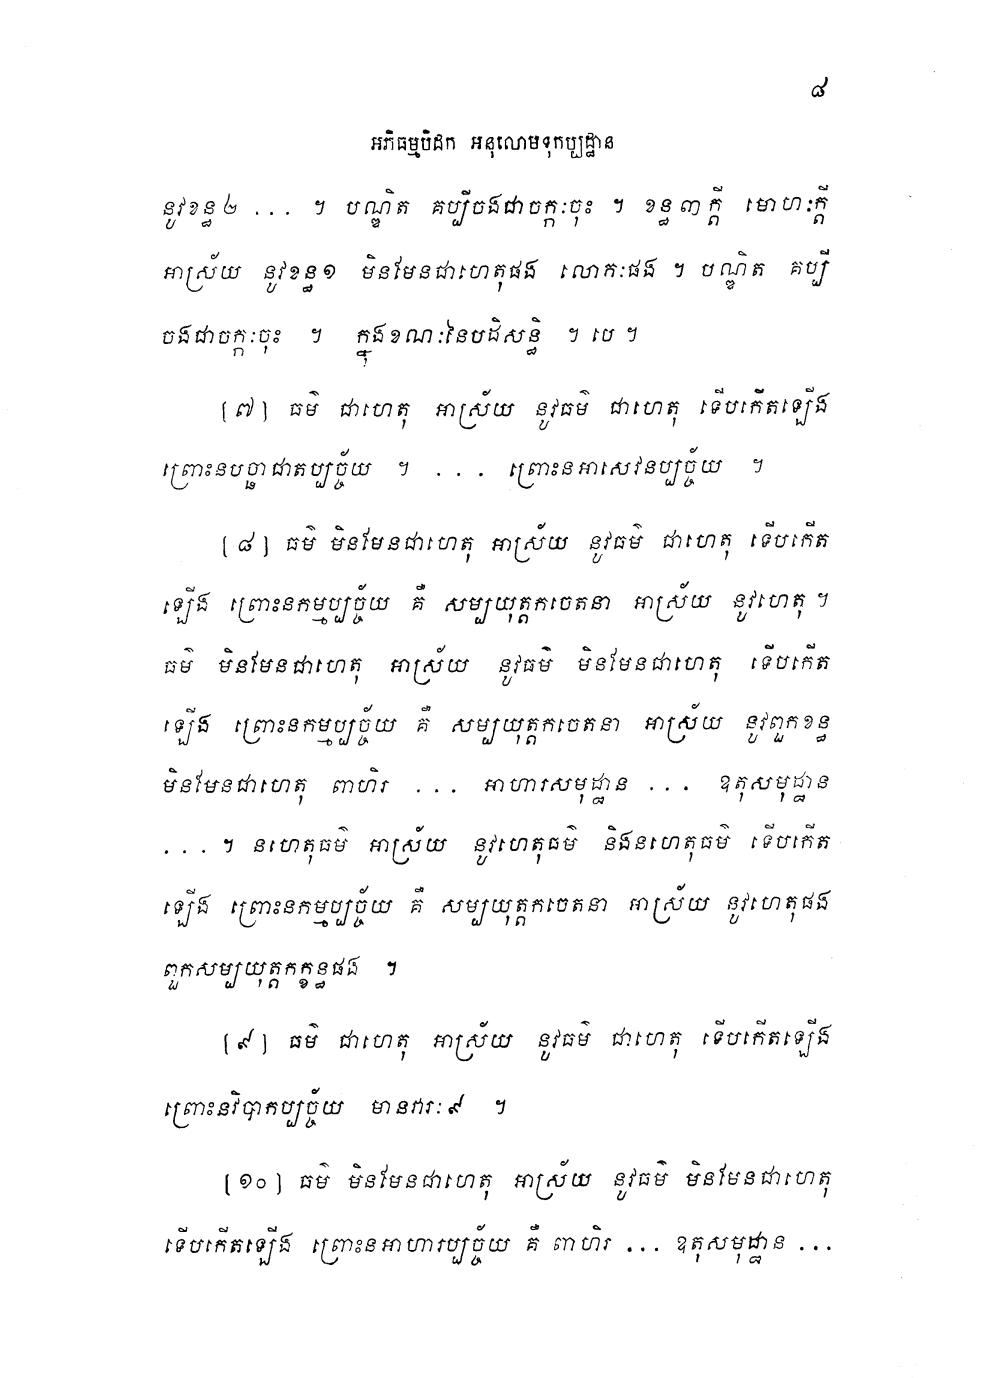 ៨
អភិធម្មបិដក អនុលោមទុកប្បដ្ឋាន
នូវខន្ធ២ ... ។ បណ្ឌិត គប្បីចងជាចក្កៈចុះ ។ ខន្ធ៣ក្តី មោហៈក្តី
អាស្រ័យ នូវខន្ធ១ មិនមែនជាហេតុផង លោកៈផង ។ បណ្ឌិត គប្បី
ចងជាចក្កៈចុះ ។ ក្នុងខណៈនៃបដិសន្ធិ ។ បេ ។
[៧] ធម៌ ជាហេតុ អាស្រ័យ នូវធម៌ ជាហេតុ ទើបកើតឡើង
ព្រោះនបច្ឆាជាតប្បច្ច័យ ។ ... ព្រោះនអាសេវនប្បច្ច័យ ។
[៨] ធម៌ មិនមែនជាហេតុ អាស្រ័យ នូវធម៌ ជាហេតុ ទើបកើត
ឡើង ព្រោះនកម្មប្បច្ច័យ គឺ សម្បយុត្តកចេតនា អាស្រ័យ នូវហេតុ ។
ធម៌ មិនមែនជាហេតុ អាស្រ័យ នូវធម៌ មិនមែនជាហេតុ ទើបកើត
ឡើង ព្រោះនកម្មប្បច្ច័យ គឺ សម្បយុត្តកចេតនា អាស្រ័យ នូវពួកខន្ធ
មិនមែនជាហេតុ ពាហិរ ... អាហារសមុដ្ឋាន ... ឧតុសមុដ្ឋាន
... ។ នហេតុធម៌ អាស្រ័យ នូវហេតុធម៌ និងនហេតុធម៌ ទើបកើត
ឡើង ព្រោះនកម្មប្បច្ច័យ គឺ សម្បយុត្តកចេតនា អាស្រ័យ នូវហេតុផង
ពួកសម្បយុត្តកក្ខន្ធផង ។
[៩] ធម៌ ជាហេតុ អាស្រ័យ នូវធម៌ ជាហេតុ ទើបកើតឡើង
ព្រោះនវិបាកប្បច្ច័យ មានវារៈ៩ ។
[១០] ធម៌ មិនមែនជាហេតុ អាស្រ័យ នូវធម៌ មិនមែនជាហេតុ
ទើបកើតឡើង ព្រោះនអាហារប្បច្ច័យ គឺ ពាហិរ ... ឧតុសមុដ្ឋាន ...